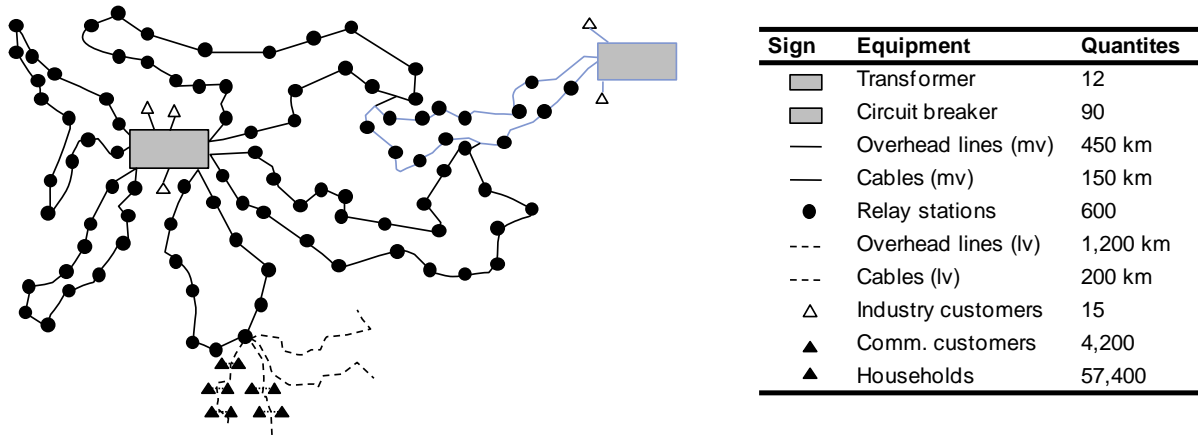 Sign Equipment Quantites
Transformer 12
Circuit breaker 90
Overhead lines (mv) 450 km
Cables (mv) 150 km
Relay stations 600
Overhead lines (lv) 1,200 km
Cables (lv) 200 km
Industry customers 15
Comm. customers 4,200
Households 57,400